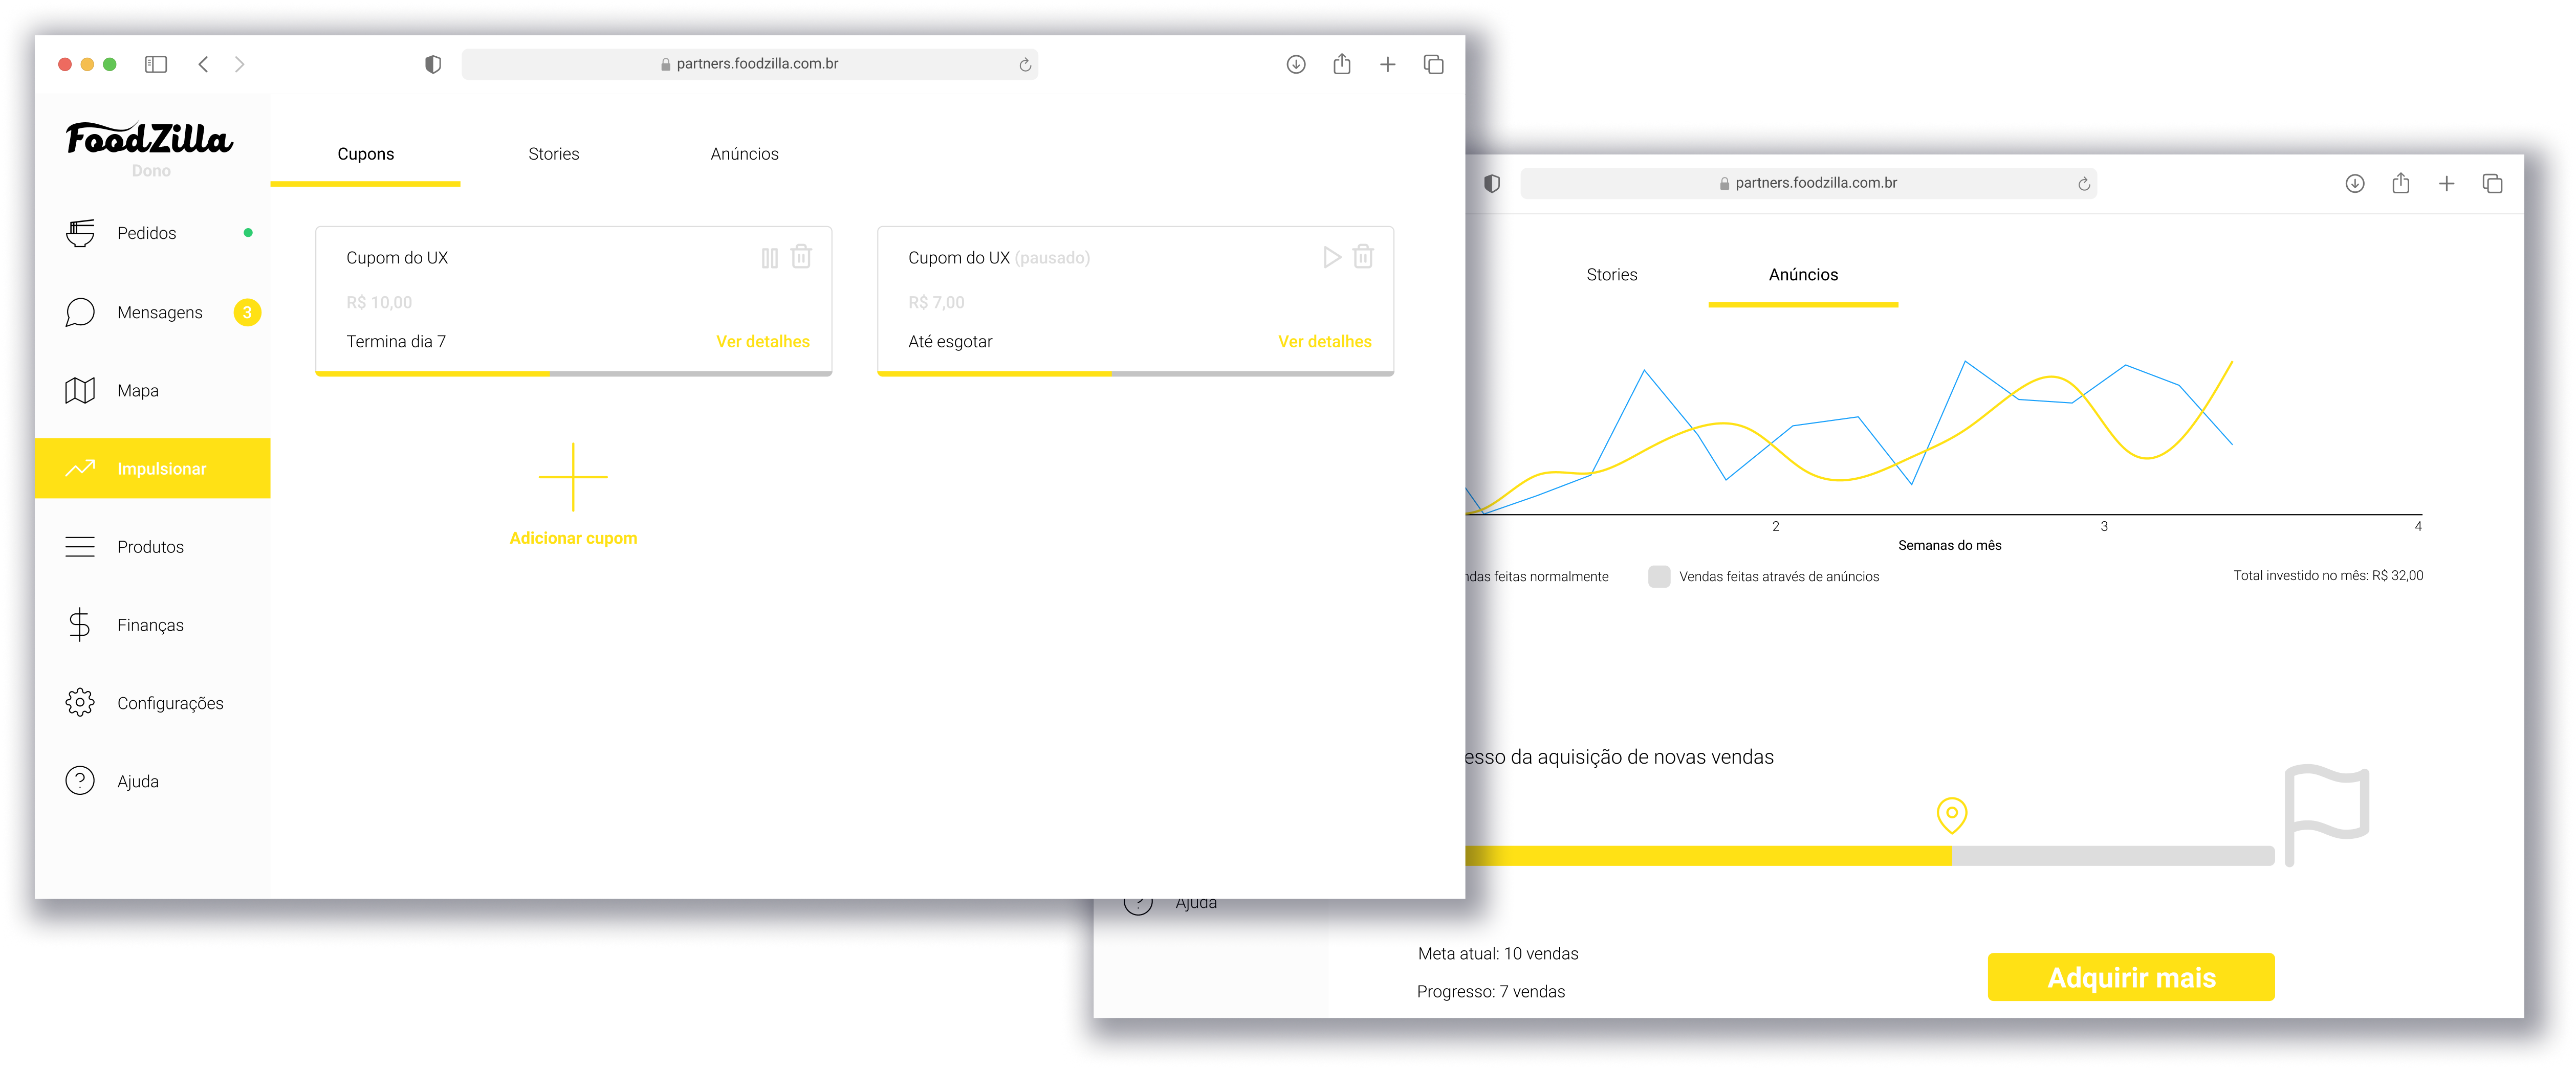 partners.foodzilla.com.br
FoodZilla
Dono
Pedidos
Mensagens 3
Mapa
Impulsionar
Produtos
Finanças
Configurações
Ajuda
Cupons Stories Anúncios
Cupom do UX
R$ 10,00
Termina dia 7 Ver detalhes
Cupom do UX (pausado)
R$ 7,00
Até esgotar Ver detalhes
Adicionar cupom
partners.foodzilla.com.br
Stories Anúncios
2 3 4
Semanas do mês
feitas normalmente Vendas feitas através de anúncios Total investido no mês: R$ 32,00
da aquisição de novas vendas
Ajuda
Meta atual: 10 vendas
Progresso: 7 vendas
Adquirir mais